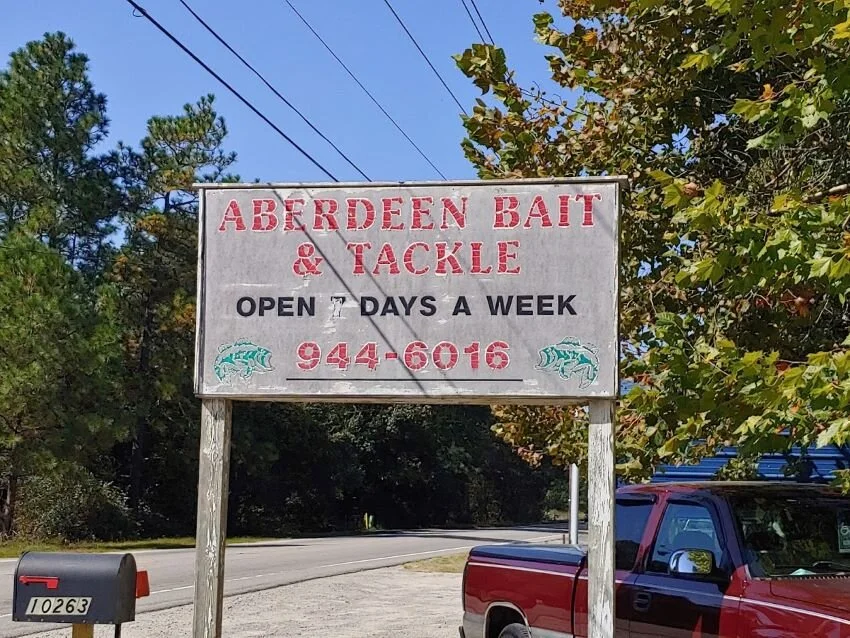 ABERDEEN BAIT
& TACKLE
OPEN 7 DAYS A WEEK
944-6016
10263